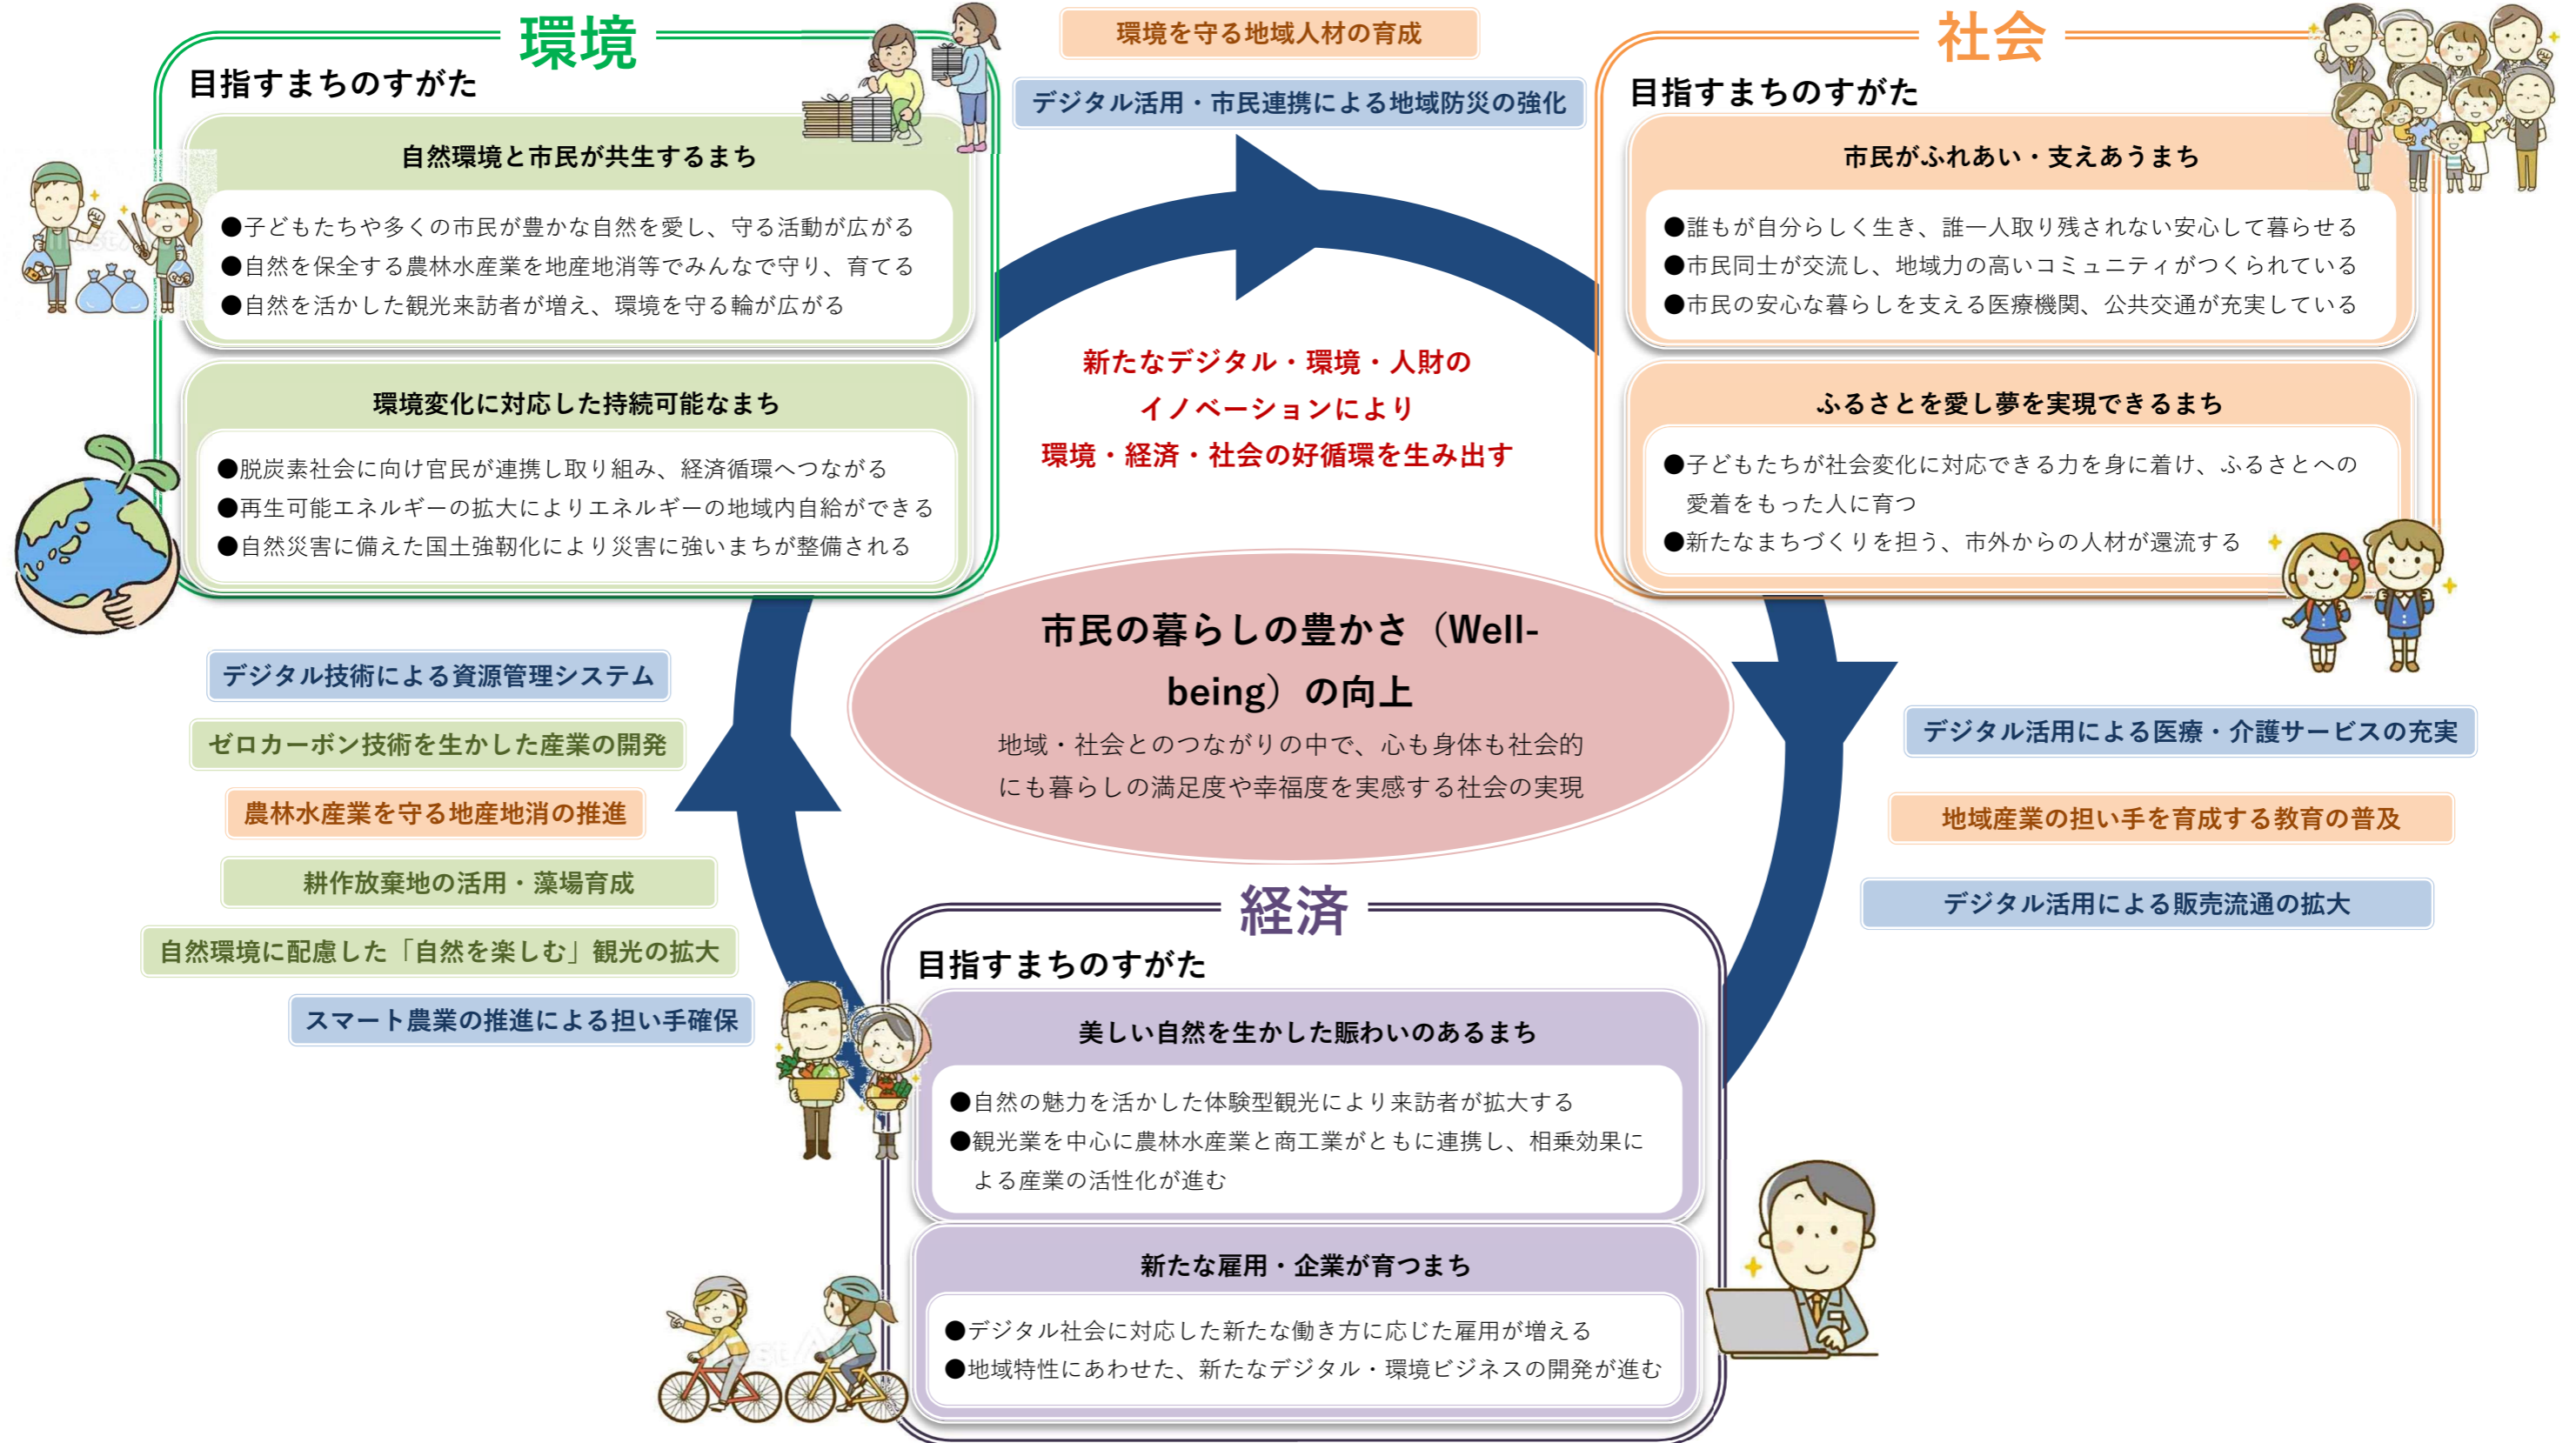 環境
目指すまちのすがた
自然環境と市民が共生するまち
●子どもたちや多くの市民が豊かな自然を愛し、守る活動が広がる
●自然を保全する農林水産業を地産地消等でみんなで守り、育てる
●自然を活かした観光来訪者が増え、環境を守る輪が広がる
環境変化に対応した持続可能なまち
●脱炭素社会に向け官民が連携し取り組み、経済循環へつながる
●再生可能エネルギーの拡大によりエネルギーの地域内自給ができる
●自然災害に備えた国土強靭化により災害に強いまちが整備される
環境を守る地域人材の育成
デジタル活用・市民連携による地域防災の強化
社会
目指すまちのすがた
市民がふれあい・支えあうまち
●誰もが自分らしく生き、誰一人取り残されない安心して暮らせる
●市民同士が交流し、地域力の高いコミュニティがつくられている
●市民の安心な暮らしを支える医療機関、公共交通が充実している
ふるさとを愛し夢を実現できるまち
●子どもたちが社会変化に対応できる力を身に着け、ふるさとへの
愛着をもった人に育つ
●新たなまちづくりを担う、市外からの人材が還流する
新たなデジタル・環境・人財の
イノベーションにより
環境・経済・社会の好循環を生み出す
市民の暮らしの豊かさ（Well-
being）の向上
地域・社会とのつながりの中で、心も身体も社会的
にも暮らしの満足度や幸福度を実感する社会の実現
デジタル技術による資源管理システム
ゼロカーボン技術を生かした産業の開発
農林水産業を守る地産地消の推進
耕作放棄地の活用・藻場育成
自然環境に配慮した「自然を楽しむ」観光の拡大
スマート農業の推進による担い手確保
デジタル活用による医療・介護サービスの充実
地域産業の担い手を育成する教育の普及
デジタル活用による販売流通の拡大
経済
目指すまちのすがた
美しい自然を生かした賑わいのあるまち
●自然の魅力を活かした体験型観光により来訪者が拡大する
●観光業を中心に農林水産業と商工業がともに連携し、相乗効果に
よる産業の活性化が進む
新たな雇用・企業が育つまち
●デジタル社会に対応した新たな働き方に応じた雇用が増える
●地域特性にあわせた、新たなデジタル・環境ビジネスの開発が進む